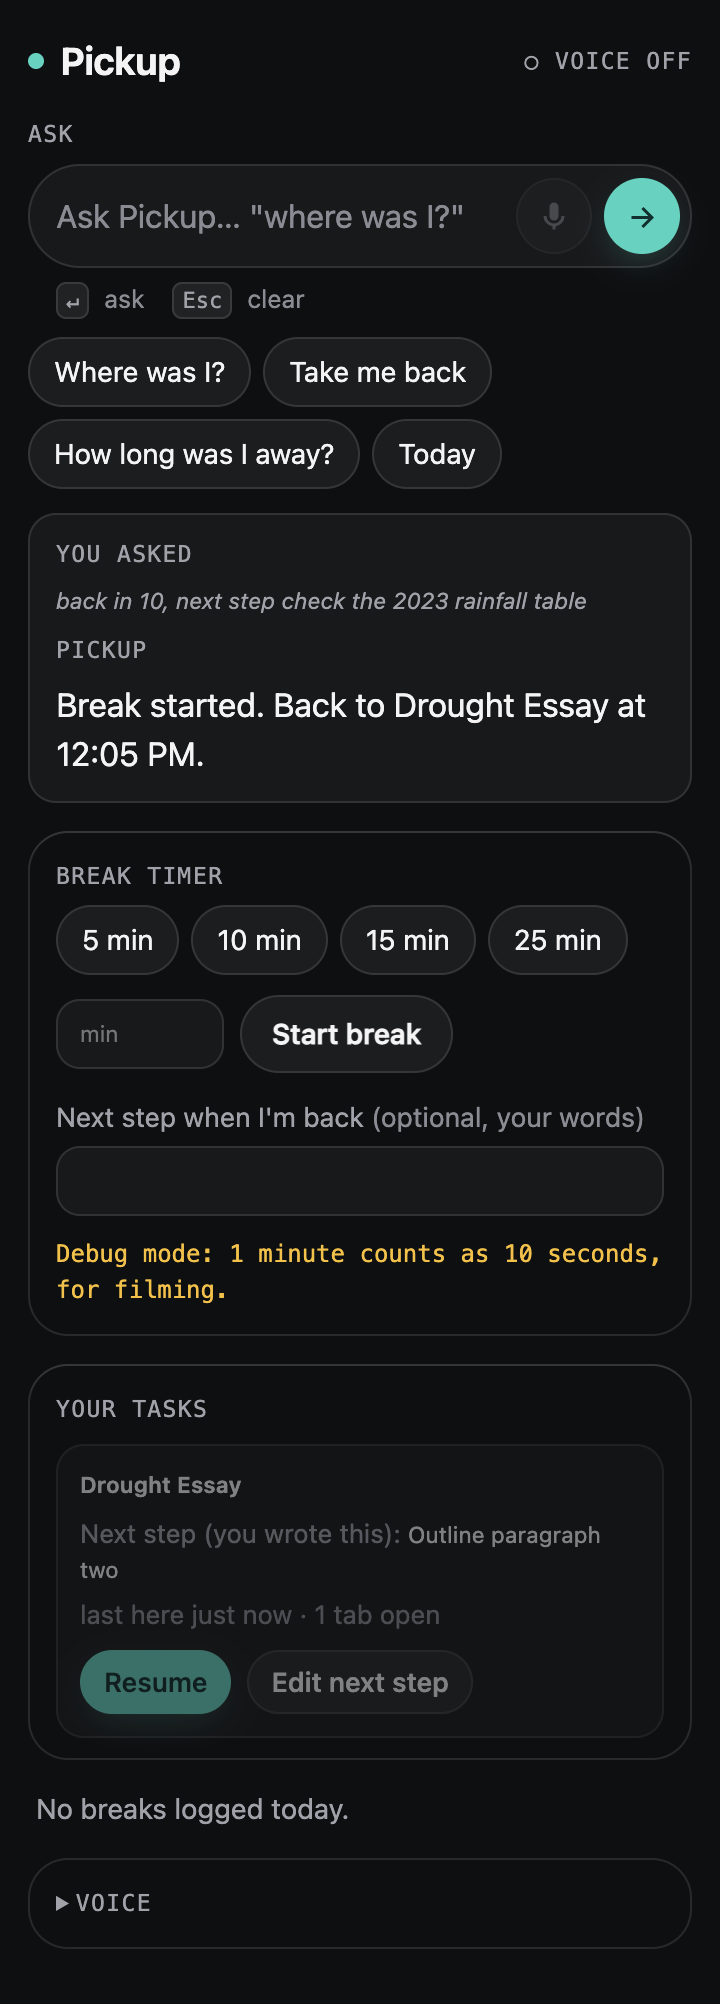 Pickup
VOICE OFF
ASK
Ask Pickup... "where was I?"
↵ ask Esc clear
Where was I? Take me back
How long was I away? Today
YOU ASKED
back in 10, next step check the 2023 rainfall table
PICKUP
Break started. Back to Drought Essay at
12:05 PM.
BREAK TIMER
5 min 10 min 15 min 25 min
min Start break
Next step when I'm back (optional, your words)
Debug mode: 1 minute counts as 10 seconds,
for filming.
YOUR TASKS
Drought Essay
Next step (you wrote this): Outline paragraph
two
last here just now · 1 tab open
Resume Edit next step
No breaks logged today.
VOICE